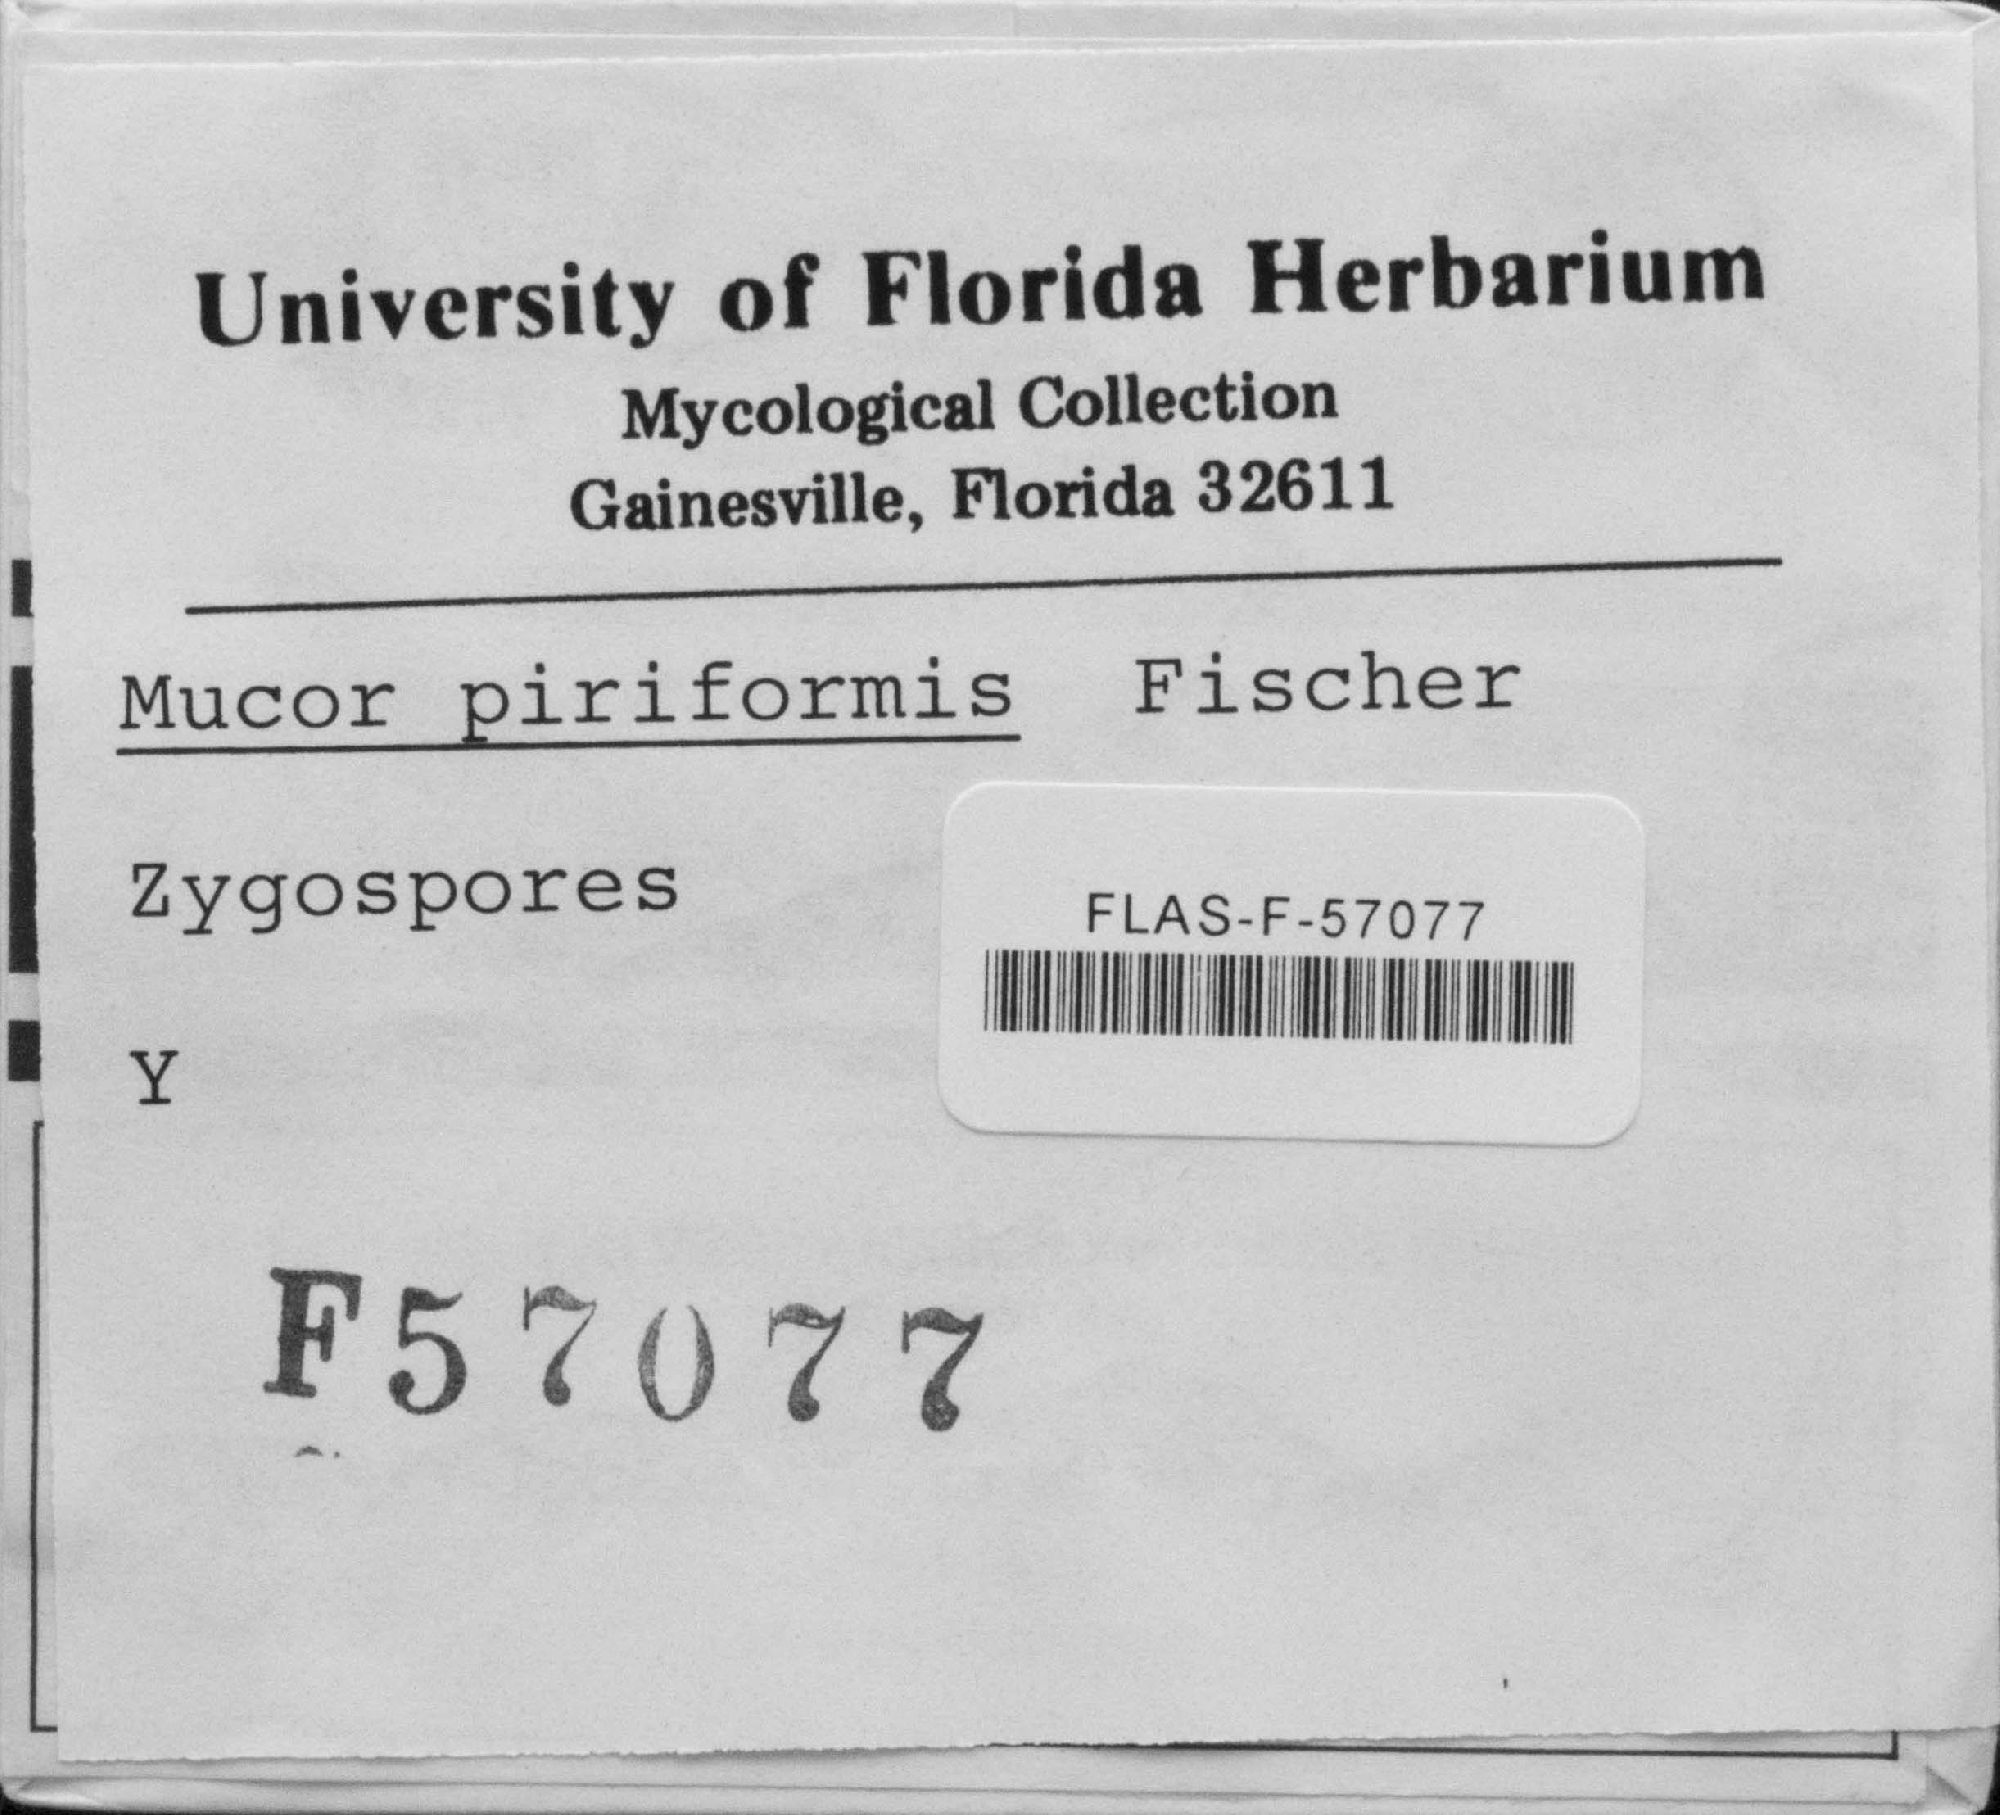 University of Florida Herbarium
Mycological Collection
Gainesville, Florida 32611
Mucor piriformis Fischer
Zygospores
FLAS-F-57077
Y
F57077